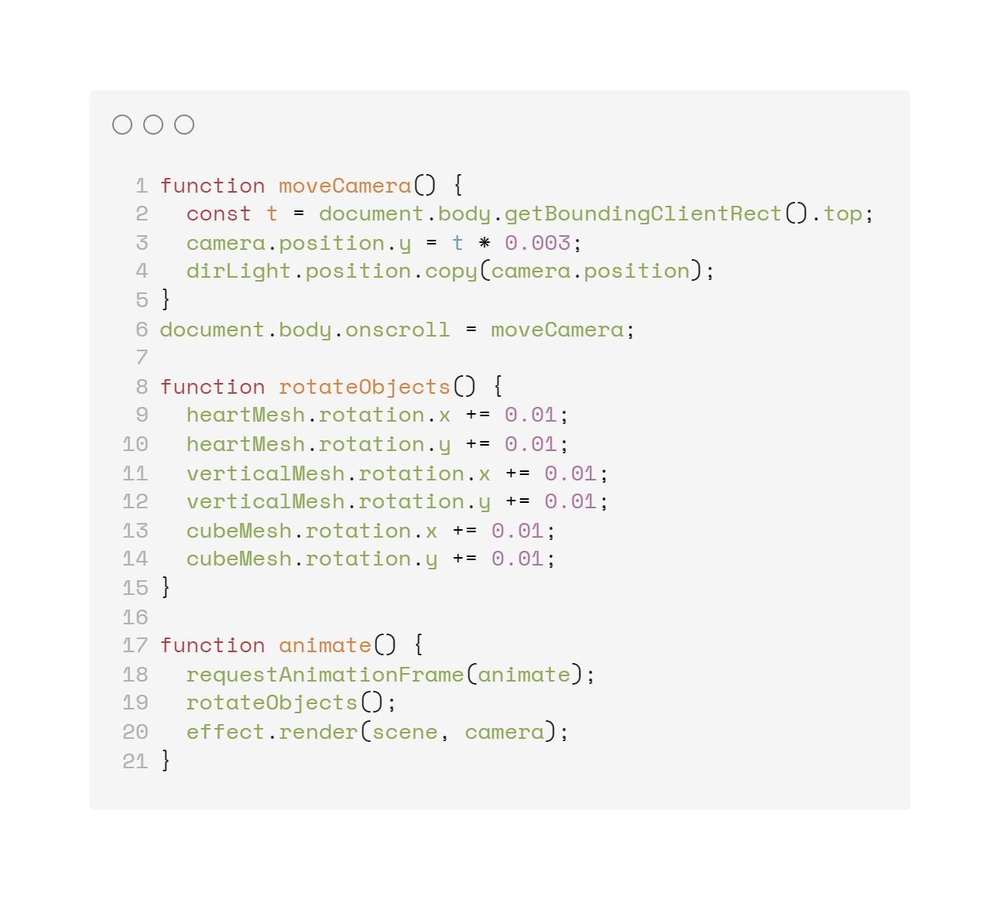 1 function moveCamera() {
2   const t = document.body.getBoundingClientRect().top;
3   camera.position.y = t * 0.003;
4   dirLight.position.copy(camera.position);
5 }
6 document.body.onscroll = moveCamera;
7
8 function rotateObjects() {
9   heartMesh.rotation.x += 0.01;
10   heartMesh.rotation.y += 0.01;
11   verticalMesh.rotation.x += 0.01;
12   verticalMesh.rotation.y += 0.01;
13   cubeMesh.rotation.x += 0.01;
14   cubeMesh.rotation.y += 0.01;
15 }
16
17 function animate() {
18   requestAnimationFrame(animate);
19   rotateObjects();
20   effect.render(scene, camera);
21 }